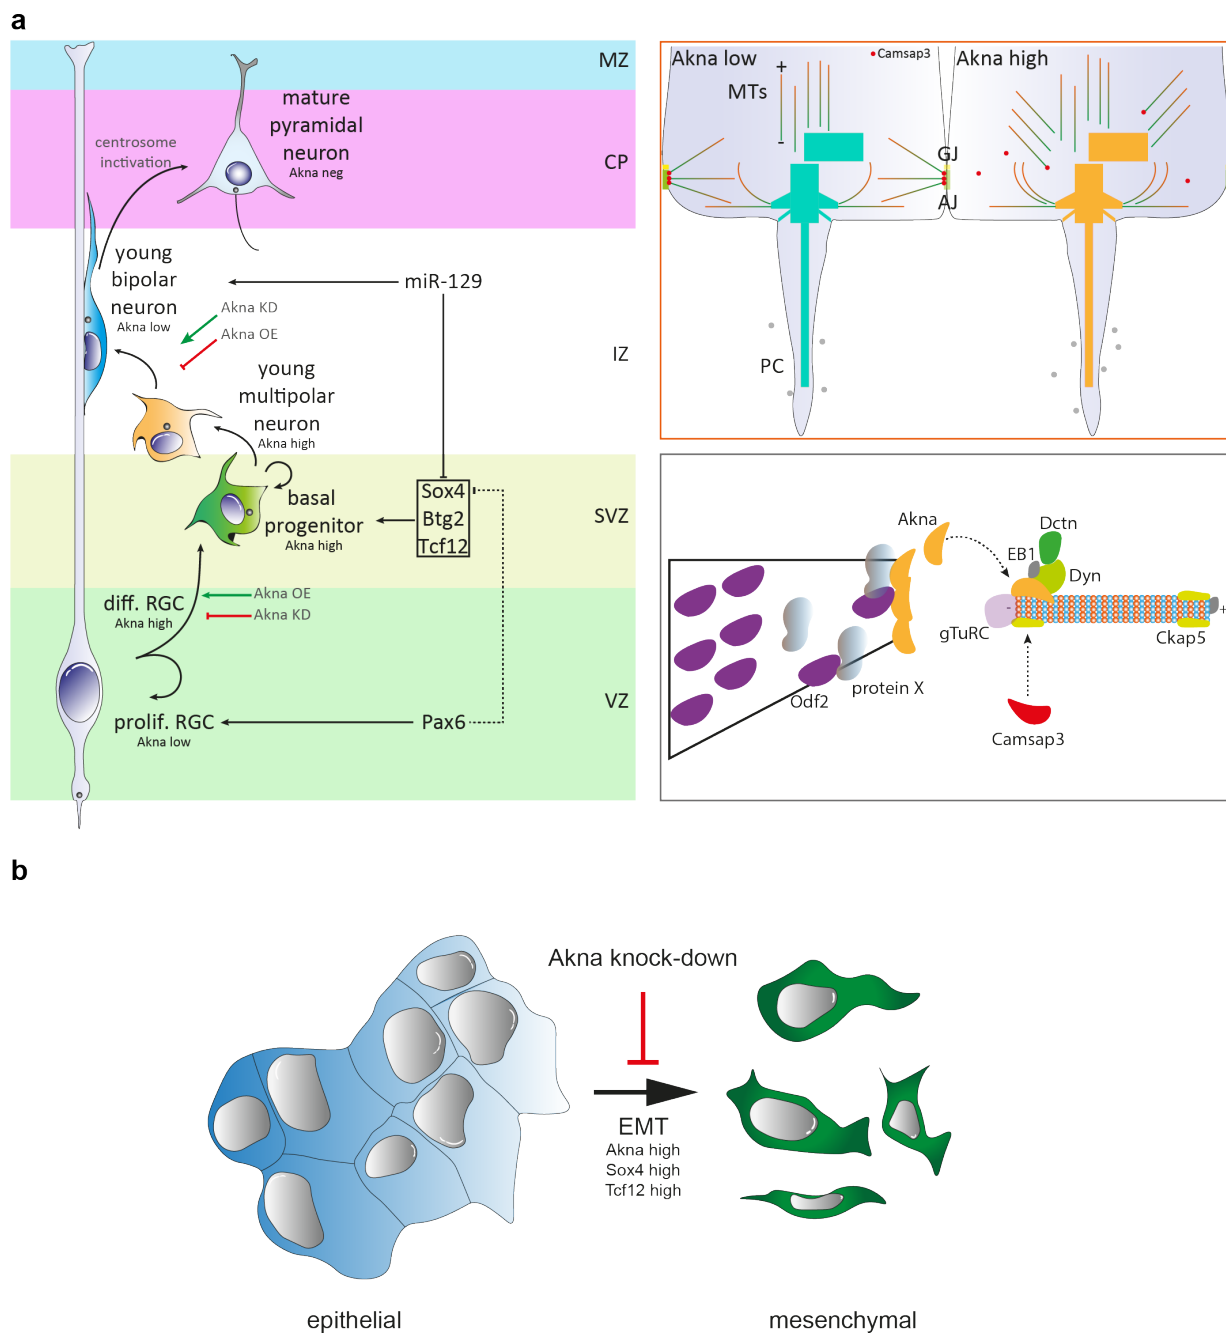 a
MZ
mature
pyramidal
neuron
Akna neg
centrosome
inctivation
CP
young
bipolar
neuron
Akna low
miR-129
Akna KD
Akna OE
IZ
young
multipolar
neuron
Akna high
Sox4
Btg2
Tcf12
basal
progenitor
Akna high
SVZ
diff. RGC
Akna high
Akna OE
Akna KD
VZ
prolif. RGC
Akna low
Pax6
Akna low
Camsap3
Akna high
+
MTs
-
GJ
AJ
PC
Akna
Dctn
EB1
Dyn
-
+
gTuRC
Ckap5
Odf2
protein X
Camsap3
b
Akna knock-down
EMT
Akna high
Sox4 high
Tcf12 high
epithelial
mesenchymal